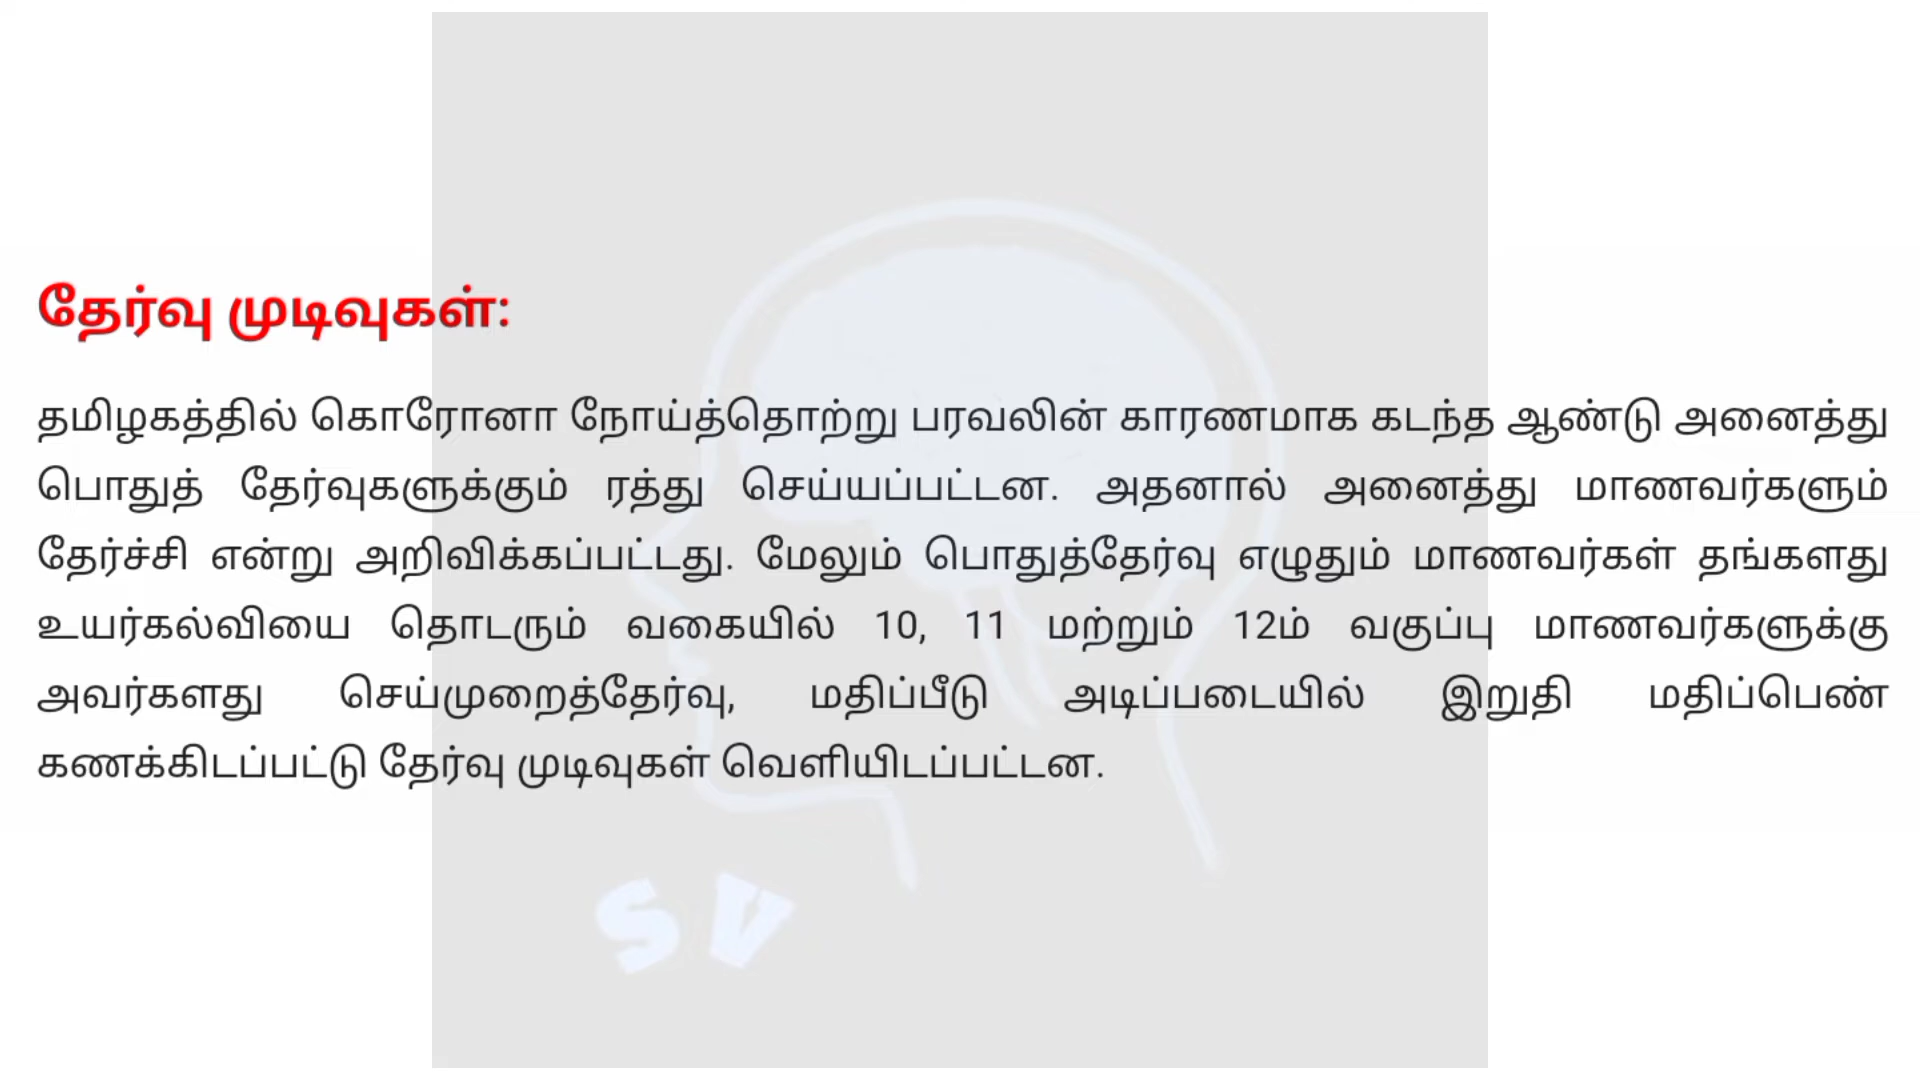 தேர்வு முடிவுகள்:
தமிழகத்தில் கொரோனா நோய்த்தொற்று பரவலின் காரணமாக கடந்த ஆண்டு அனைத்து
பொதுத் தேர்வுகளுக்கும் ரத்து செய்யப்பட்டன. அதனால் அனைத்து மாணவர்களும்
தேர்ச்சி என்று அறிவிக்கப்பட்டது. மேலும் பொதுத்தேர்வு எழுதும் மாணவர்கள் தங்களது
உயர்கல்வியை தொடரும் வகையில் 10, 11 மற்றும் 12ம் வகுப்பு மாணவர்களுக்கு
அவர்களது செய்முறைத்தேர்வு, மதிப்பீடு அடிப்படையில் இறுதி மதிப்பெண்
கணக்கிடப்பட்டு தேர்வு முடிவுகள் வெளியிடப்பட்டன.
S V